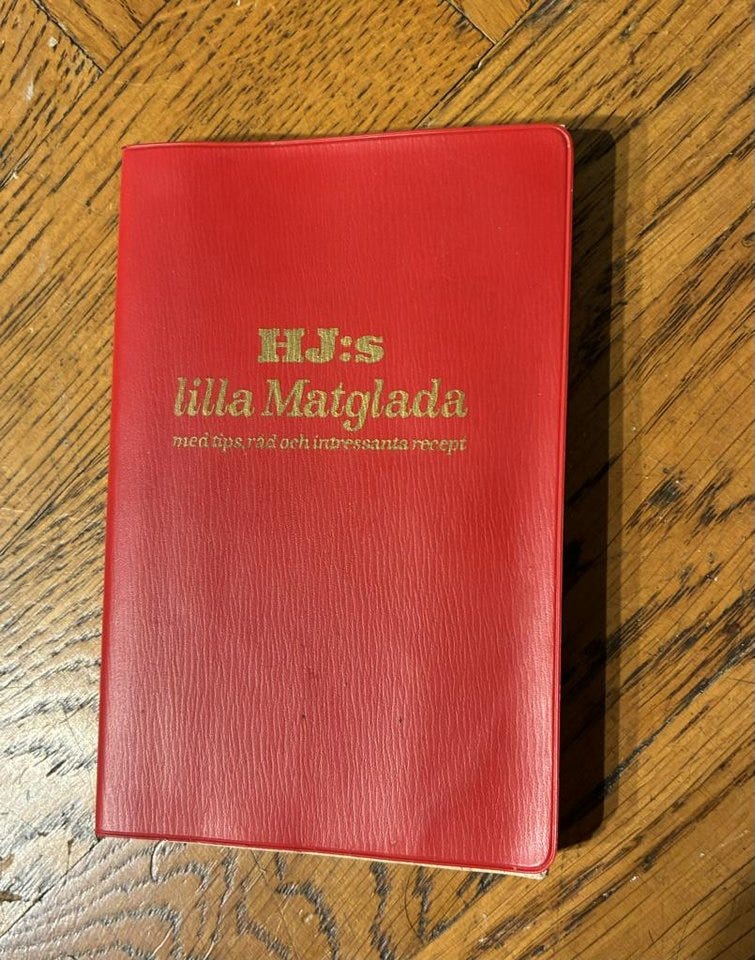 HJ:s
lilla Matglada
med tips, råd och intressanta recept